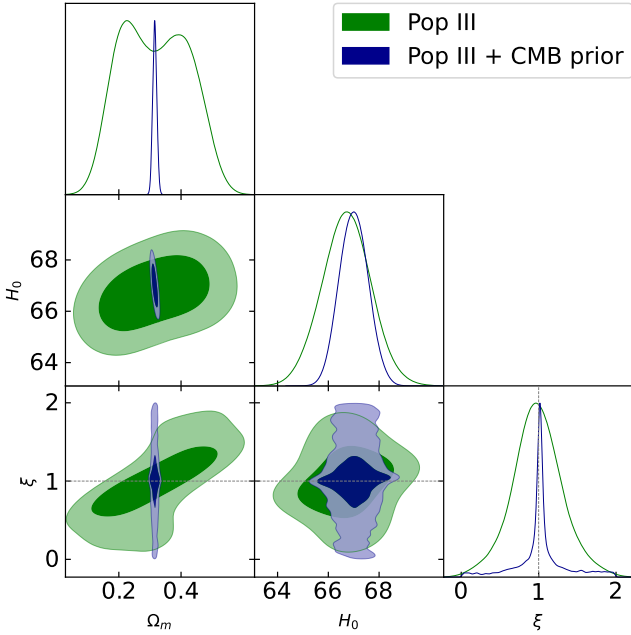 Pop III
Pop III + CMB prior
H₀
68
66
64
ξ
2
1
0
0.2 0.4
64 66 68
0 1 2
Ωₘ
H₀
ξ